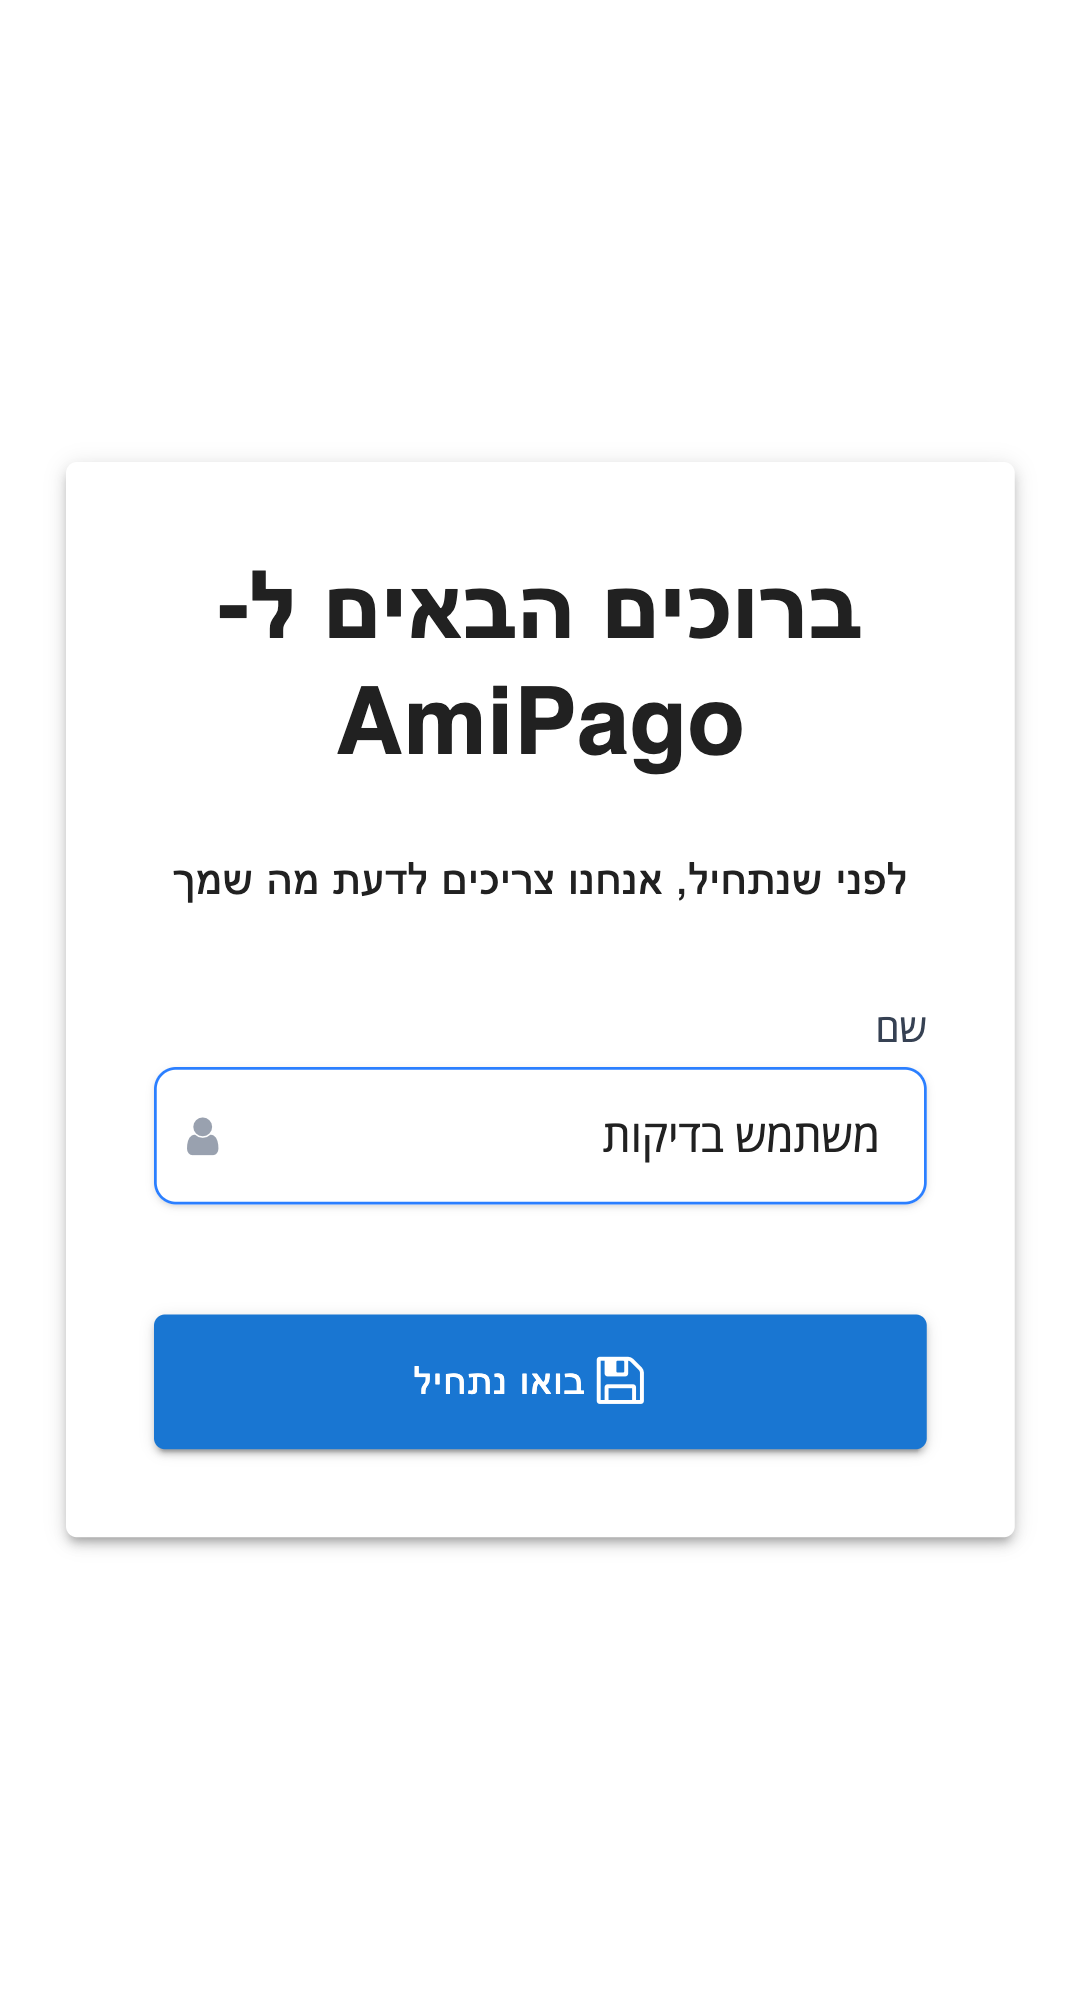 ברוכים הבאים ל-
AmiPago
לפני שנתחיל, אנחנו צריכים לדעת מה שמך
שם
משתמש בדיקות
בואו נתחיל